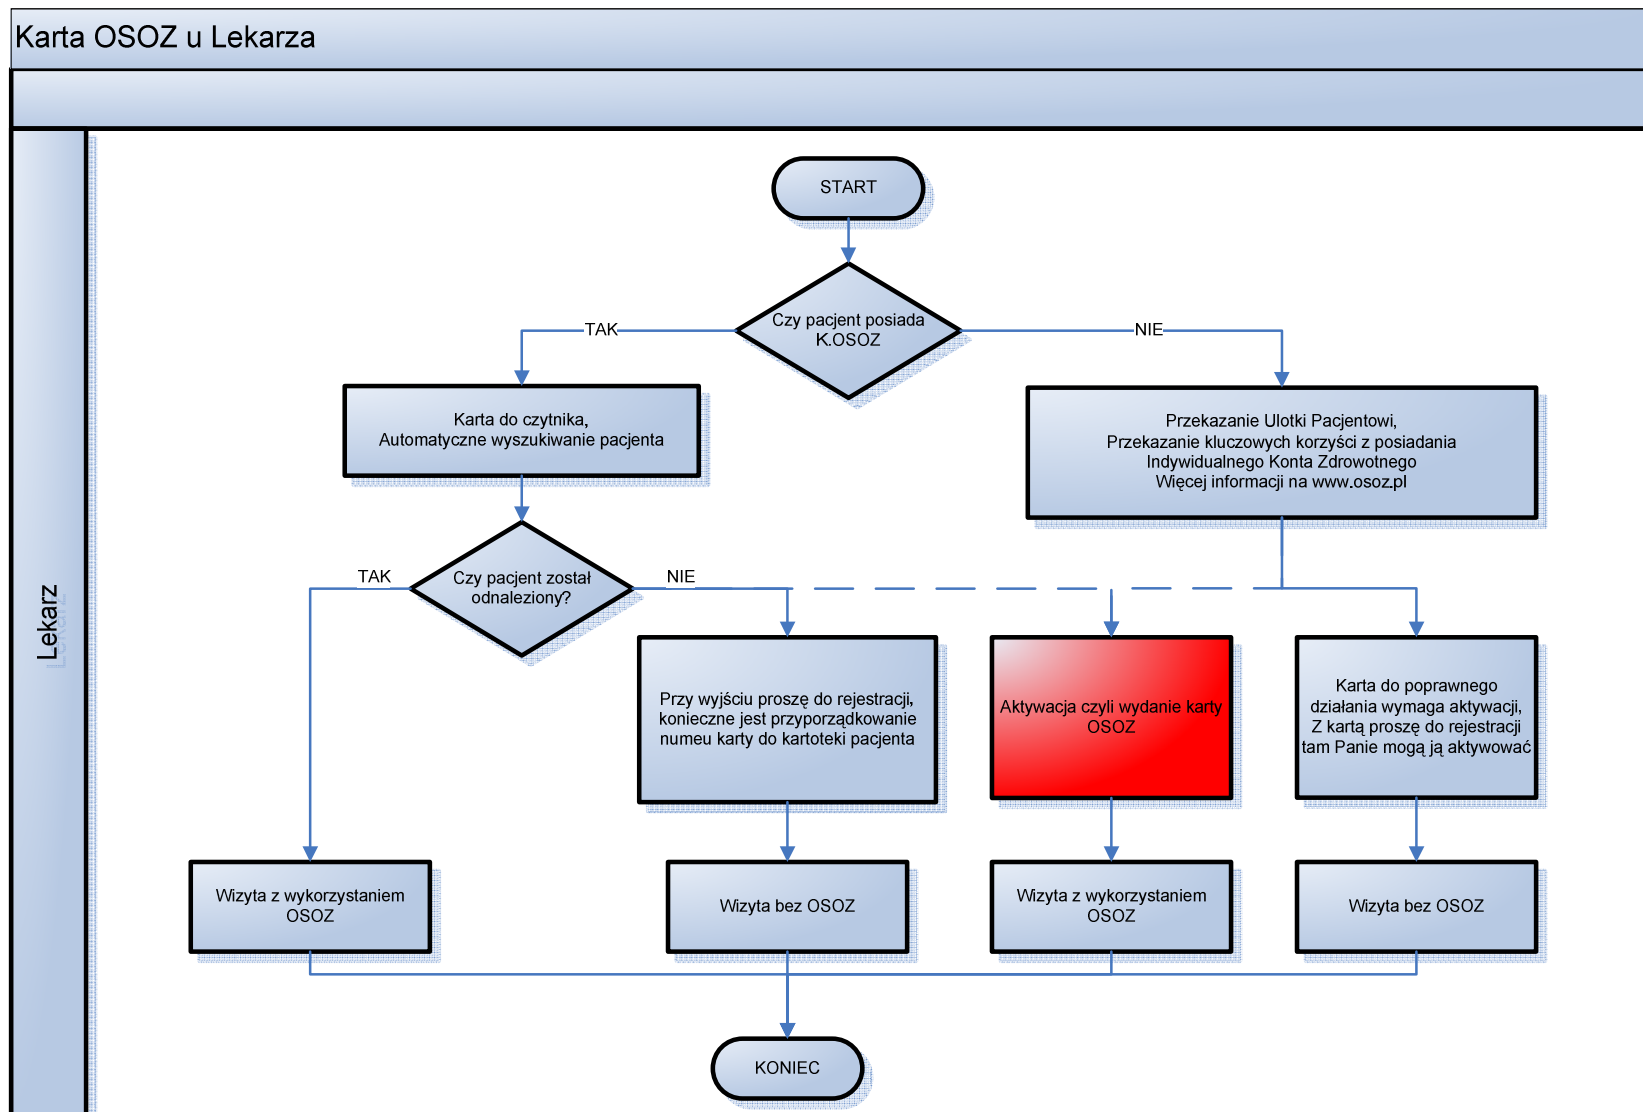 Karta OSOZ u Lekarza
Lekarz
START
Czy pacjent posiada
K.OSOZ
TAK
NIE
Karta do czytnika,
Automatyczne wyszukiwanie pacjenta
Przekazanie Ulotki Pacjentowi,
Przekazanie kluczowych korzyści z posiadania
Indywidualnego Konta Zdrowotnego
Więcej informacji na www.osoz.pl
Czy pacjent został
odnaleziony?
TAK
NIE
Przy wyjściu proszę do rejestracji,
konieczne jest przyporządkowanie
numeu karty do kartoteki pacjenta
Aktywacja czyli wydanie karty
OSOZ
Karta do poprawnego
działania wymaga aktywacji,
Z kartą proszę do rejestracji
tam Panie mogą ją aktywować
Wizyta z wykorzystaniem
OSOZ
Wizyta bez OSOZ
Wizyta z wykorzystaniem
OSOZ
Wizyta bez OSOZ
KONIEC